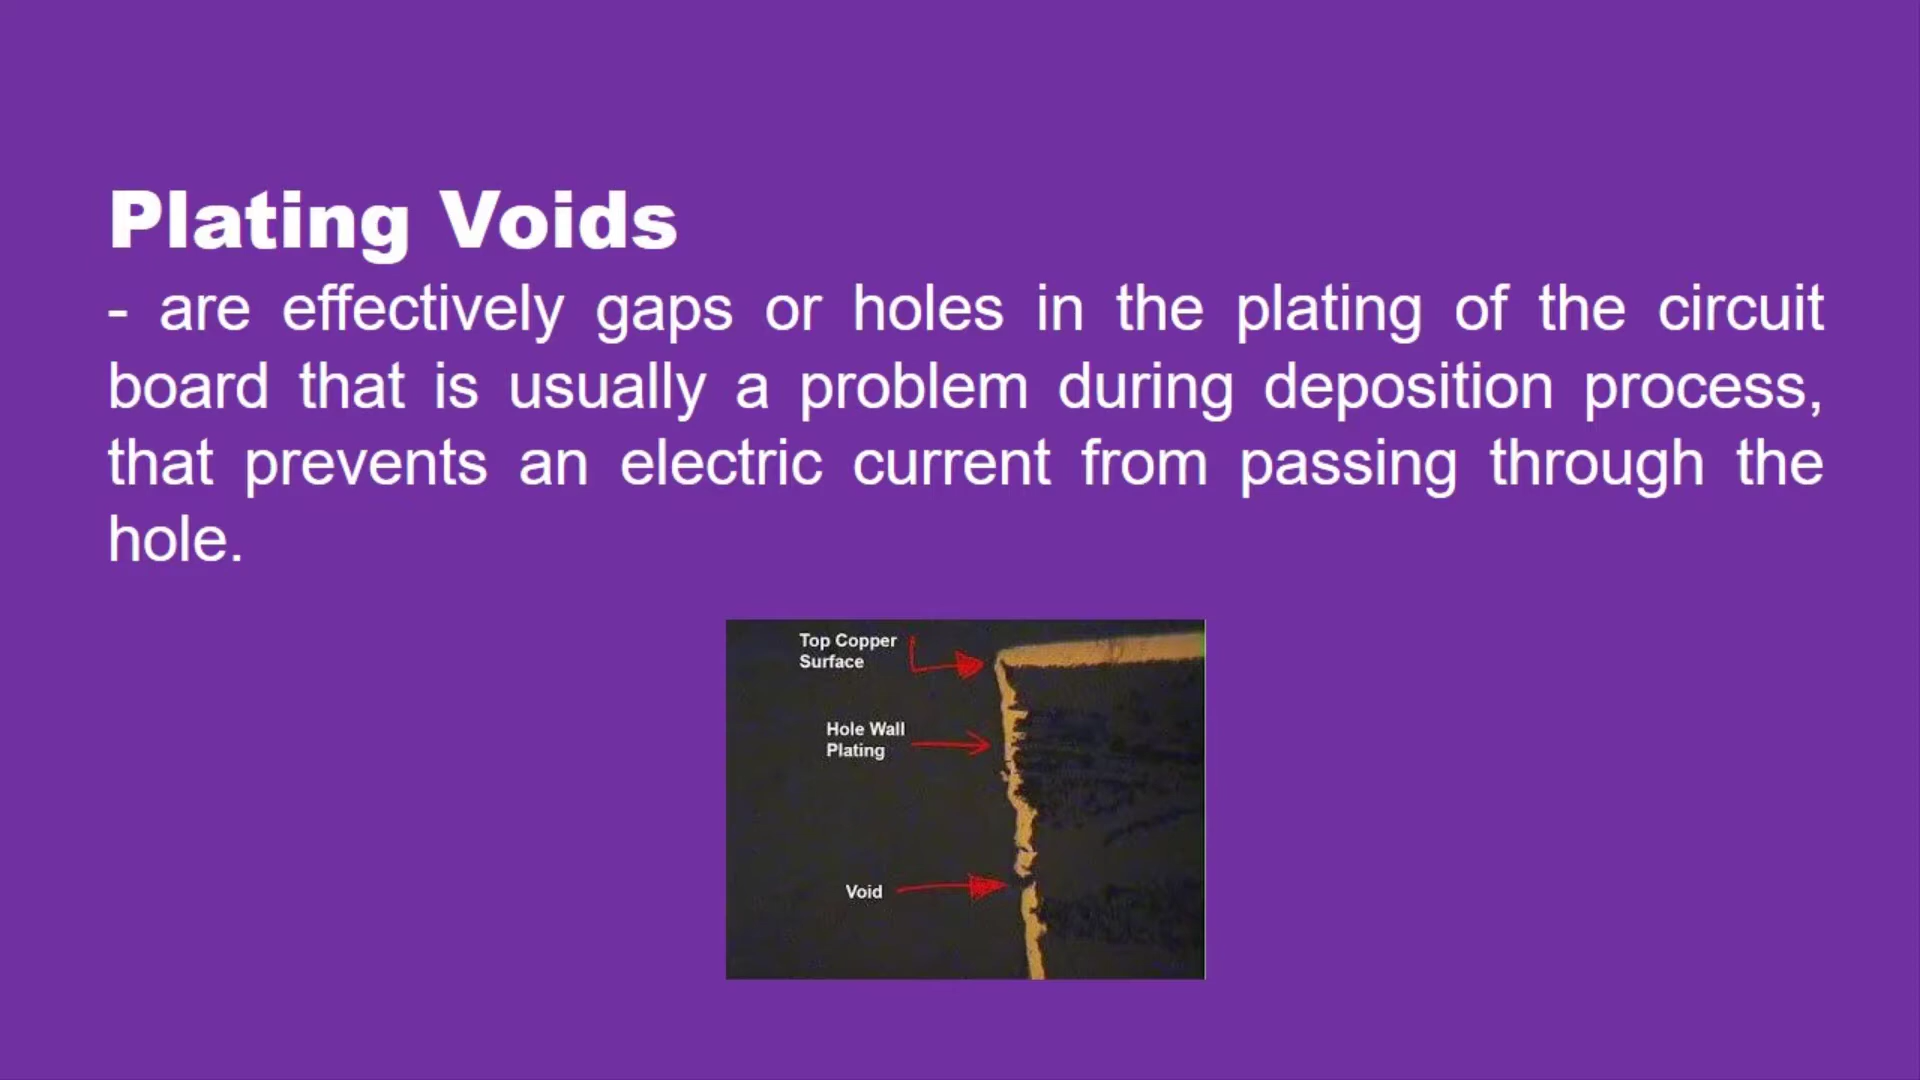 Plating Voids
- are effectively gaps or holes in the plating of the circuit
board that is usually a problem during deposition process,
that prevents an electric current from passing through the
hole.
Top Copper
Surface
Hole Wall
Plating
Void